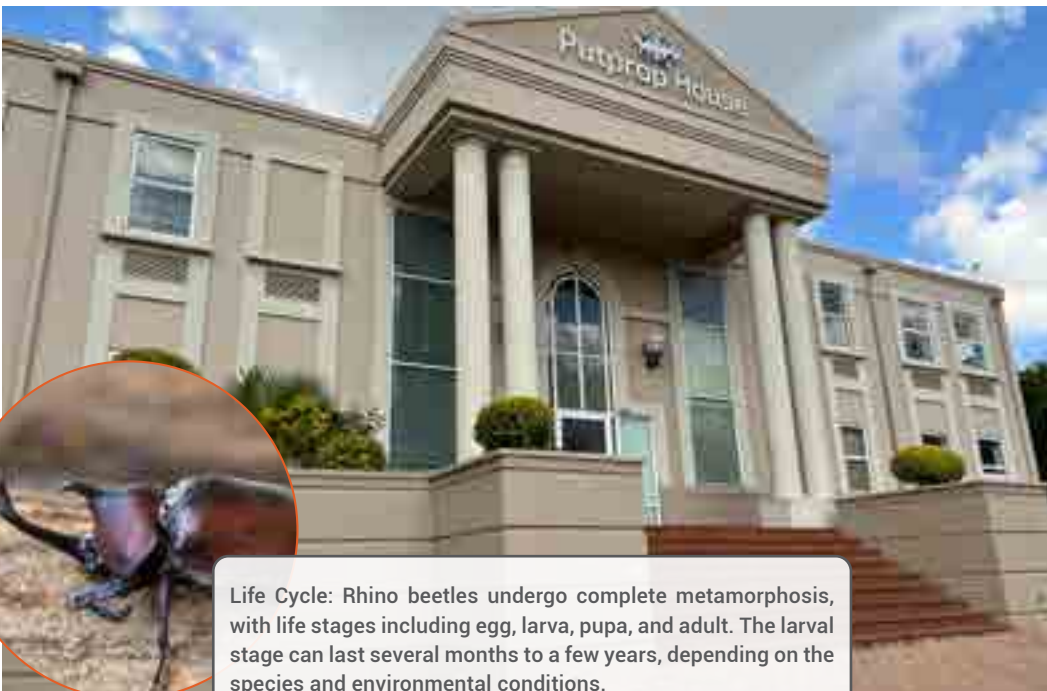 Putprop House
Life Cycle: Rhino beetles undergo complete metamorphosis,
with life stages including egg, larva, pupa, and adult. The larval
stage can last several months to a few years, depending on the
species and environmental conditions.